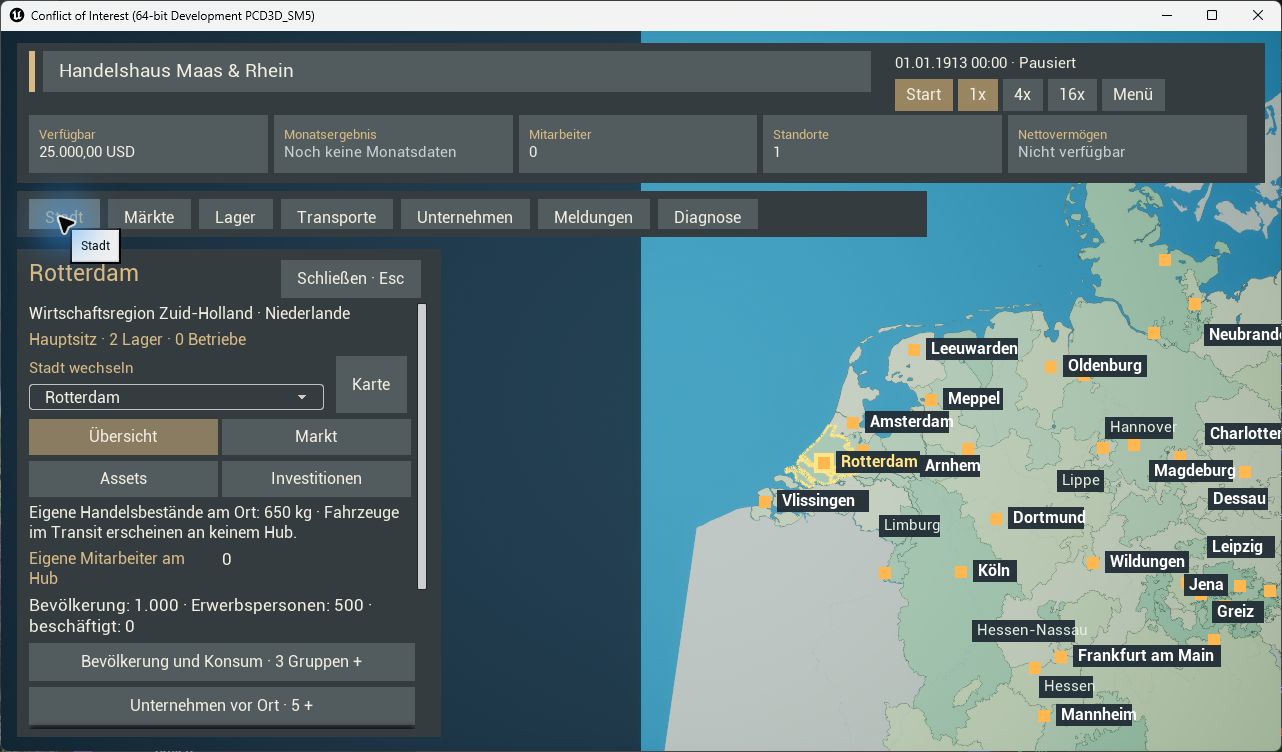 Conflict of Interest (64-bit Development PCD3D_SM5)
Handelshaus Maas & Rhein
01.01.1913 00:00 · Pausiert
Start 1x 4x 16x Menü
Verfügbar
25.000,00 USD
Monatsergebnis
Noch keine Monatsdaten
Mitarbeiter
0
Standorte
1
Nettovermögen
Nicht verfügbar
Stadt Märkte Lager Transporte Unternehmen Meldungen Diagnose
Stadt
Rotterdam
Schließen · Esc
Wirtschaftsregion Zuid-Holland · Niederlande
Hauptsitz · 2 Lager · 0 Betriebe
Stadt wechseln
Rotterdam
Karte
Übersicht Markt
Assets Investitionen
Eigene Handelsbestände am Ort: 650 kg · Fahrzeuge
im Transit erscheinen an keinem Hub.
Eigene Mitarbeiter am
Hub
0
Bevölkerung: 1.000 · Erwerbspersonen: 500 ·
beschäftigt: 0
Bevölkerung und Konsum · 3 Gruppen +
Unternehmen vor Ort · 5 +
Neubrande
Leeuwarden
Oldenburg
Meppel
Amsterdam
Hannover
Charlotten
Rotterdam
Arnhem
Magdeburg
Lippe
Vlissingen
Dessau
Dortmund
Limburg
Leipzig
Wildungen
Köln
Jena
Greiz
Hessen-Nassau
Frankfurt am Main
Hessen
Mannheim